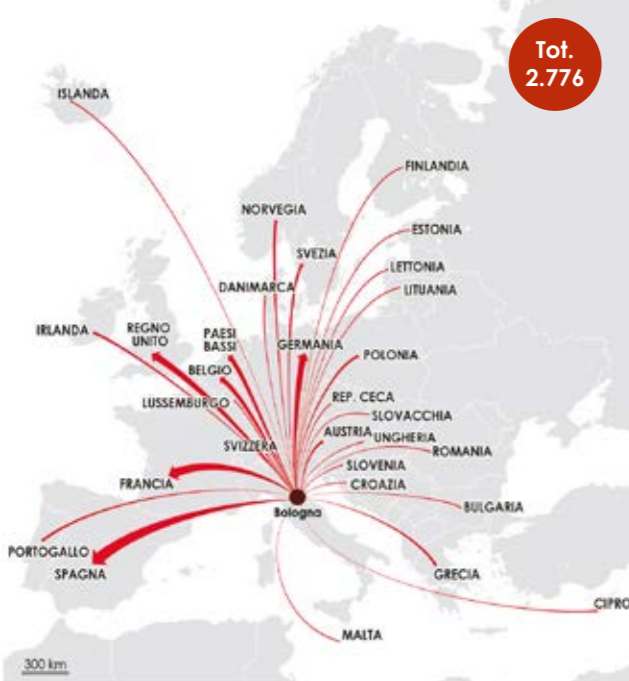 Tot.
2.776
ISLANDA
FINLANDIA
NORVEGIA
ESTONIA
SVEZIA
LETTONIA
DANIMARCA
LITUANIA
IRLANDA
REGNO
UNITO
PAESI
BASSI
GERMANIA
POLONIA
BELGIO
LUSSEMBURGO
REP. CECA
SLOVACCHIA
AUSTRIA
UNGHERIA
SVIZZERA
ROMANIA
SLOVENIA
FRANCIA
CROAZIA
Bologna
BULGARIA
PORTOGALLO
SPAGNA
GRECIA
CIPRO
MALTA
300 km